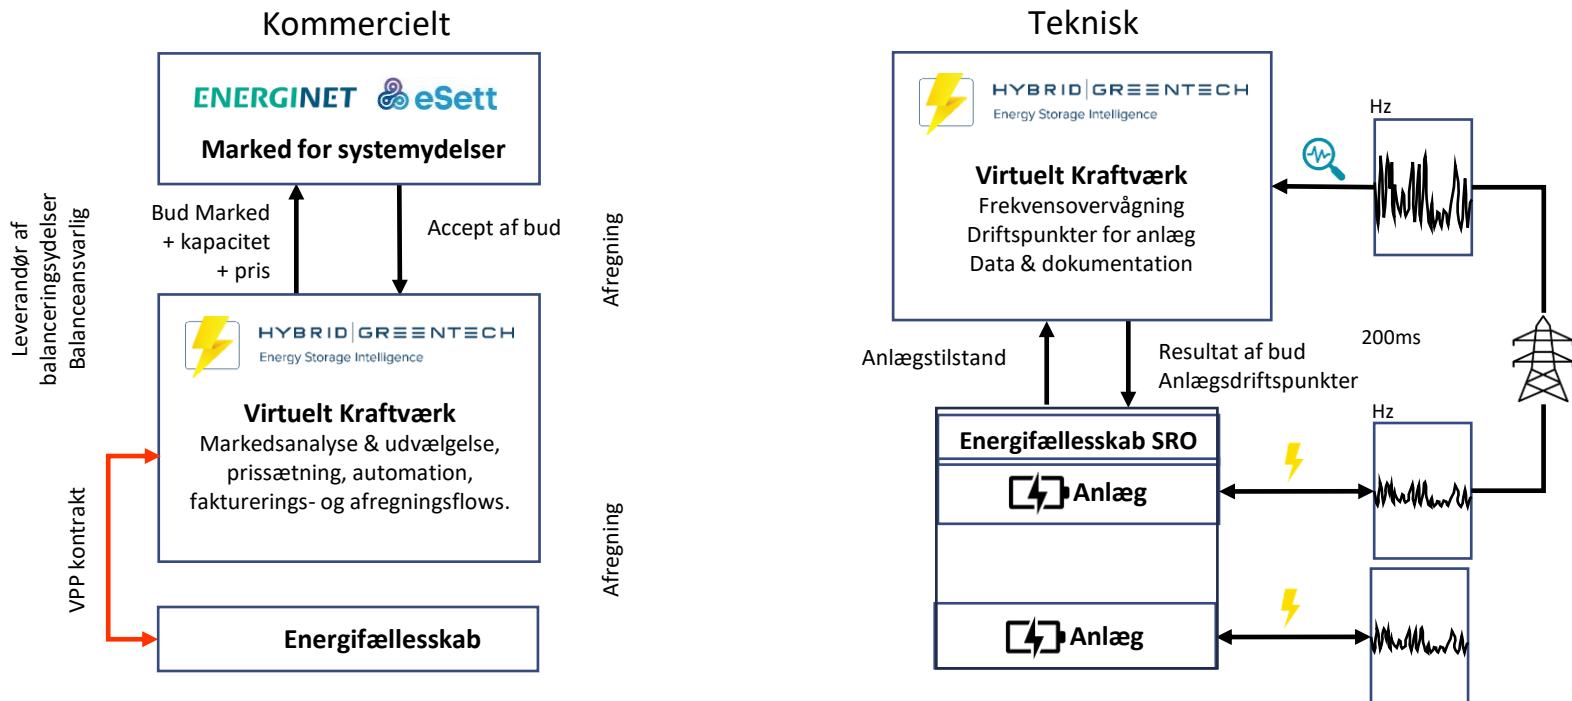 Kommercielt
ENERGINET eSett
Marked for systemydelser
Leverandør af
balanceringsydelser
Balanceansvarlig
Bud Marked
+ kapacitet
+ pris
Accept af bud
Afregning
HYBRID|GREENTECH
Energy Storage Intelligence
Virtuelt Kraftværk
Markedsanalyse & udvælgelse,
prissætning, automation,
fakturerings- og afregningsflows.
VPP kontrakt
Afregning
Energifællesskab
Teknisk
HYBRID|GREENTECH
Energy Storage Intelligence
Virtuelt Kraftværk
Frekvensovervågning
Driftspunkter for anlæg
Data & dokumentation
Hz
Anlægstilstand
Resultat af bud
Anlægsdriftspunkter
200ms
Energifællesskab SRO
Anlæg
Hz
Anlæg